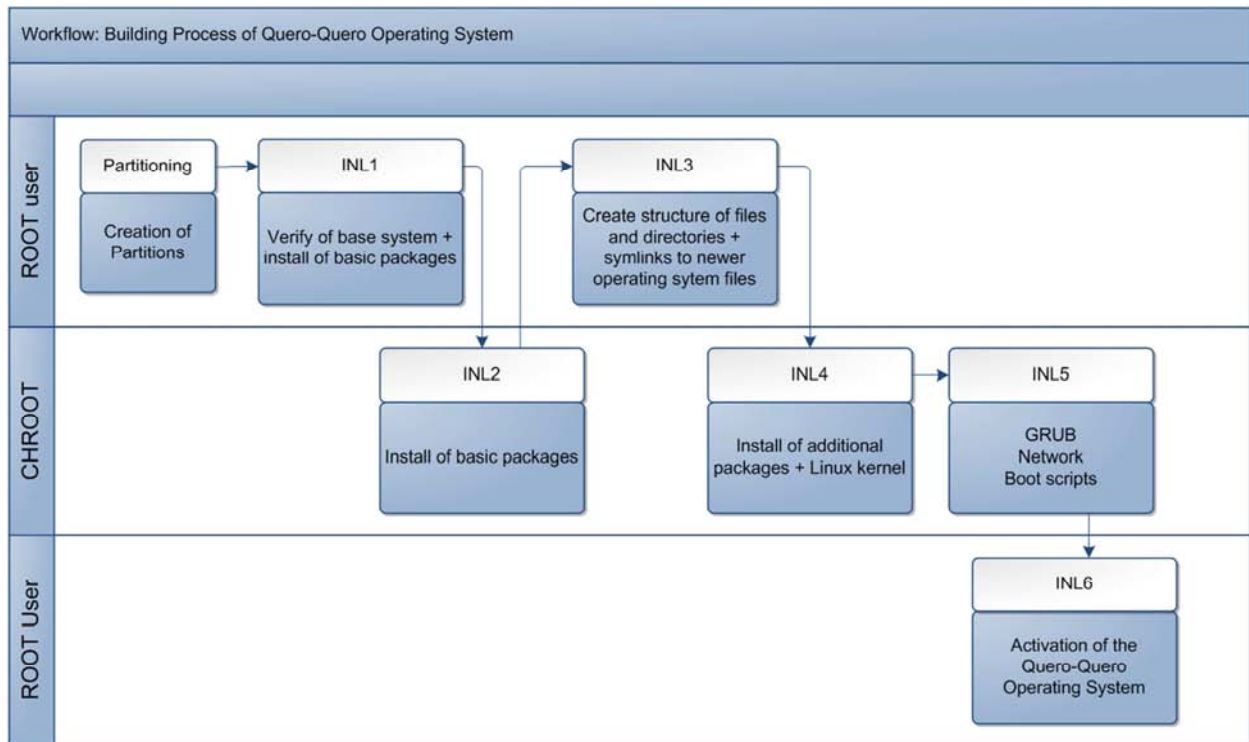 Workflow: Building Process of Quero-Quero Operating System
ROOT user
Partitioning
Creation of
Partitions
INL1
Verify of base system +
install of basic packages
INL3
Create structure of files
and directories +
symlinks to newer
operating sytem files
CHROOT
INL2
Install of basic packages
INL4
Install of additional
packages + Linux kernel
INL5
GRUB
Network
Boot scripts
ROOT User
INL6
Activation of the
Quero-Quero
Operating System